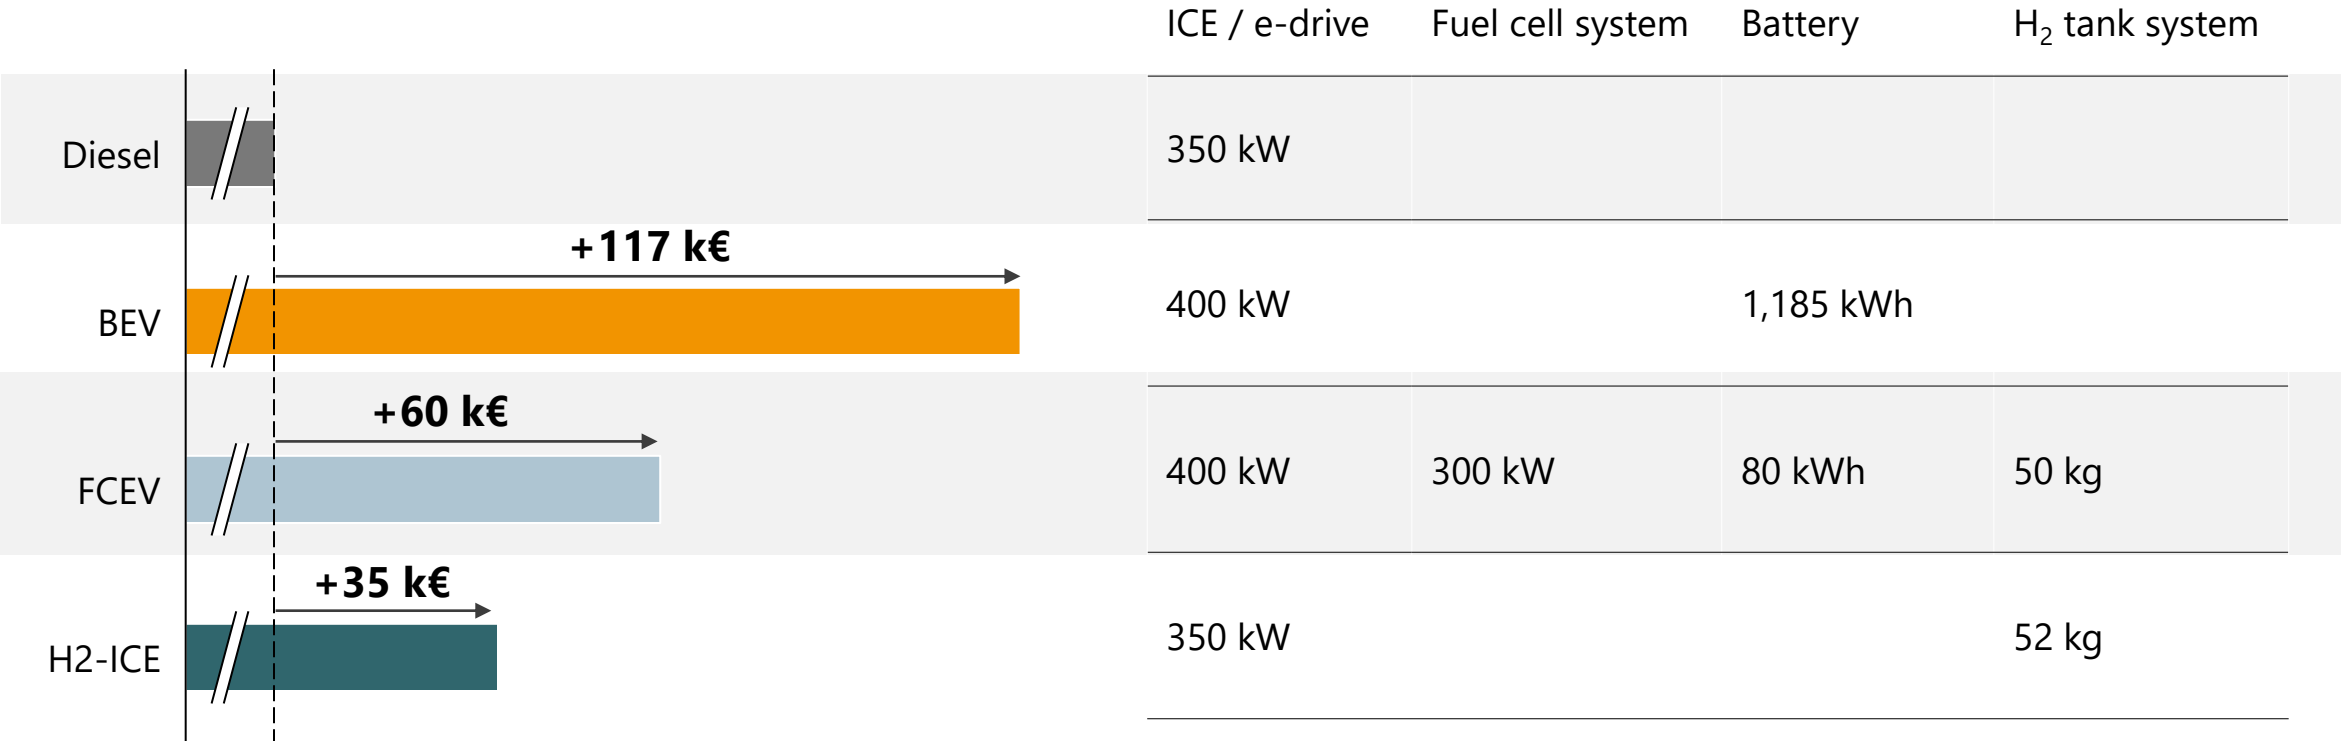 ICE / e-drive Fuel cell system Battery H₂ tank system
Diesel 350 kW
+117 k€
BEV 400 kW 1,185 kWh
+60 k€
FCEV 400 kW 300 kW 80 kWh 50 kg
+35 k€
H2-ICE 350 kW 52 kg